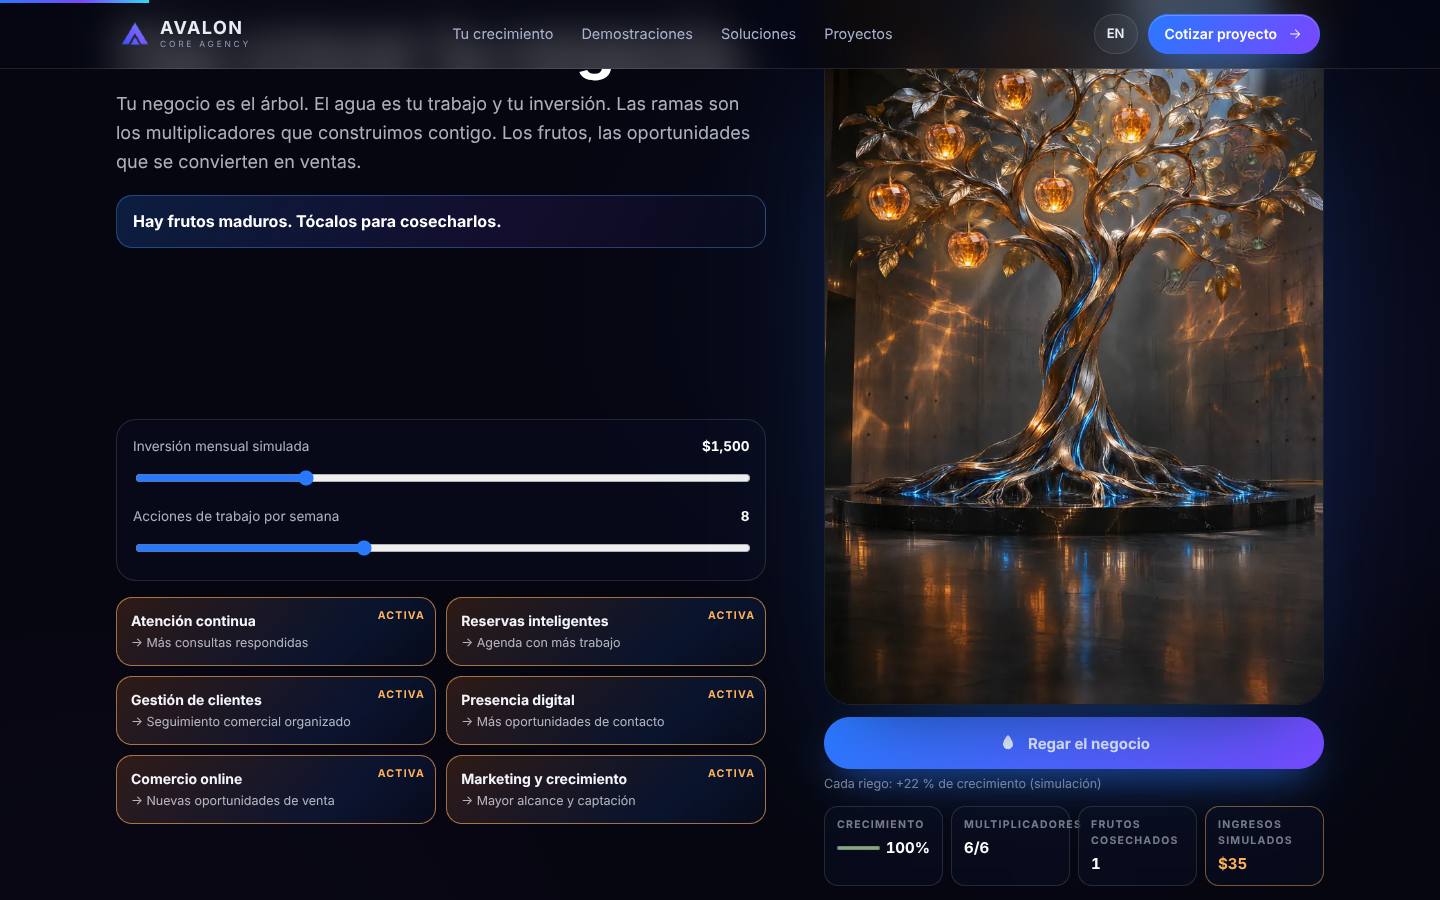 AVALON
CORE AGENCY
Tu crecimiento
Demostraciones
Soluciones
Proyectos
EN
Cotizar proyecto →
Tu negocio es el árbol. El agua es tu trabajo y tu inversión. Las ramas son
los multiplicadores que construimos contigo. Los frutos, las oportunidades
que se convierten en ventas.
Hay frutos maduros. Tócalos para cosecharlos.
Inversión mensual simulada
$1,500
Acciones de trabajo por semana
8
Atención continua
ACTIVA
→ Más consultas respondidas
Reservas inteligentes
ACTIVA
→ Agenda con más trabajo
Gestión de clientes
ACTIVA
→ Seguimiento comercial organizado
Presencia digital
ACTIVA
→ Más oportunidades de contacto
Comercio online
ACTIVA
→ Nuevas oportunidades de venta
Marketing y crecimiento
ACTIVA
→ Mayor alcance y captación
Regar el negocio
Cada riego: +22 % de crecimiento (simulación)
CRECIMIENTO
100%
MULTIPLICADORES
6/6
FRUTOS
COSECHADOS
1
INGRESOS
SIMULADOS
$35